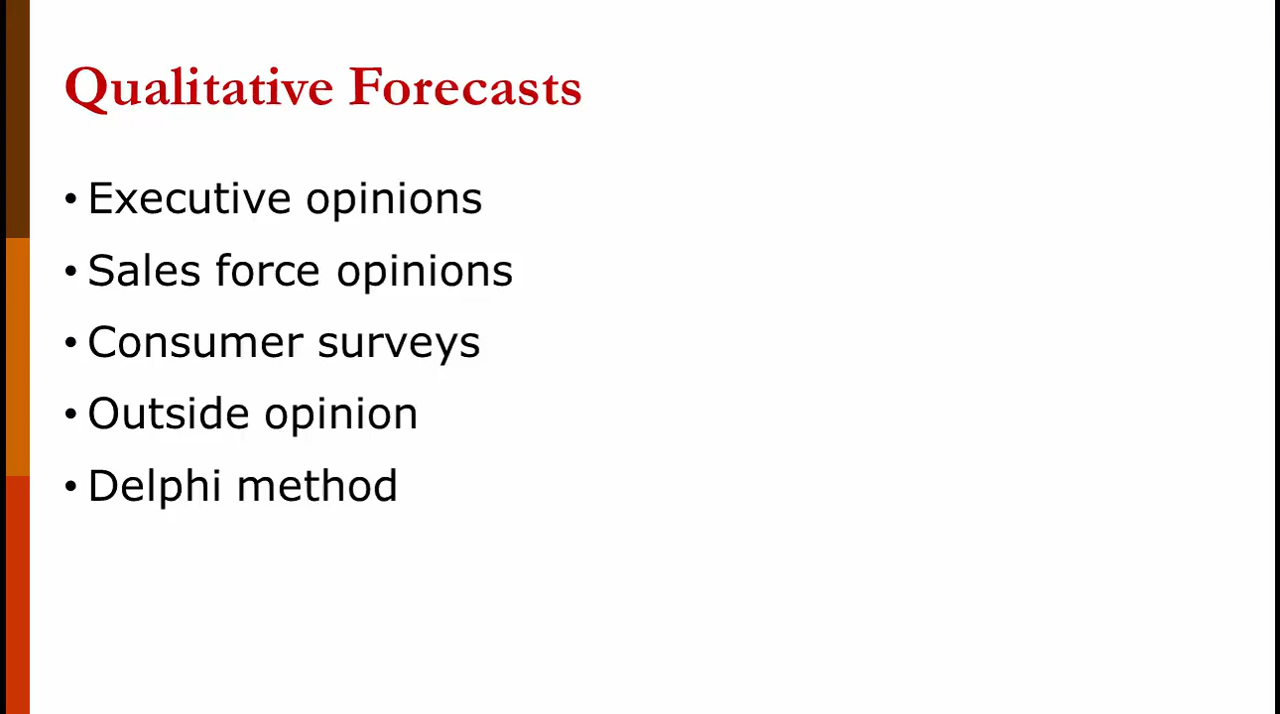 Qualitative Forecasts
• Executive opinions
• Sales force opinions
• Consumer surveys
• Outside opinion
• Delphi method